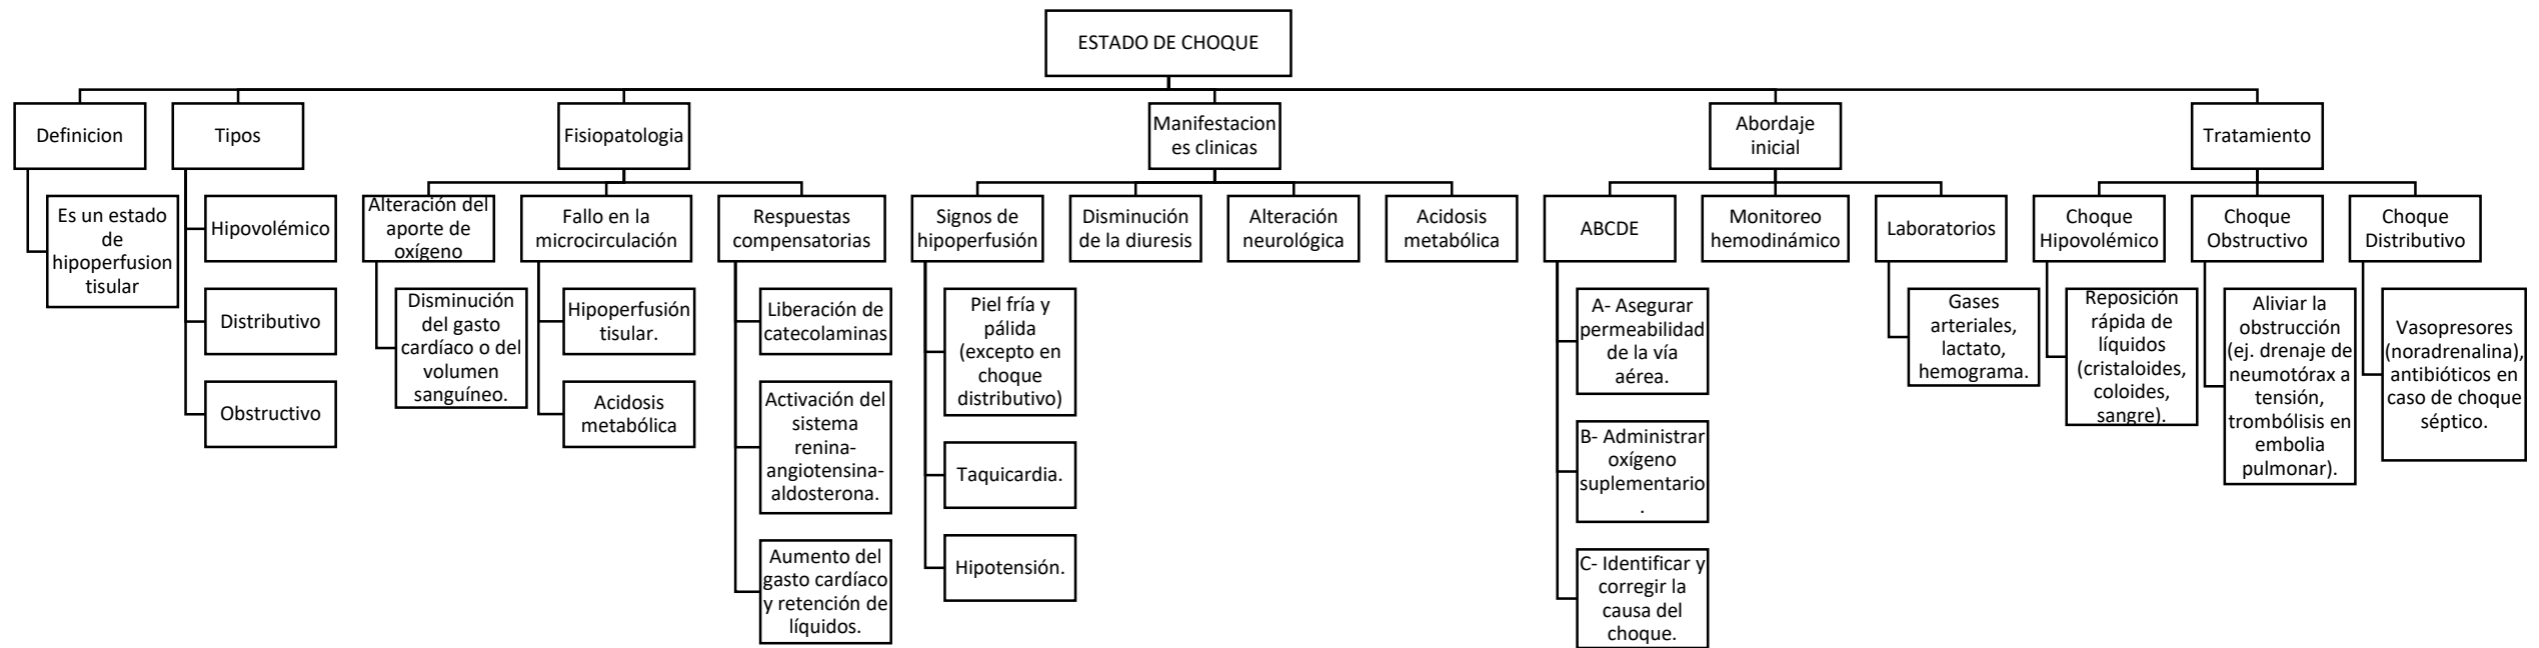 ESTADO DE CHOQUE
Definicion
Es un estado
de
hipoperfusion
tisular
Tipos
Hipovolémico
Distributivo
Obstructivo
Fisiopatologia
Alteración del
aporte de
oxígeno
Disminución
del gasto
cardíaco o del
volumen
sanguíneo.
Fallo en la
microcirculación
Hipoperfusión
tisular.
Acidosis
metabólica
Respuestas
compensatorias
Liberación de
catecolaminas
Activación del
sistema
renina-
angiotensina-
aldosterona.
Aumento del
gasto cardíaco
y retención de
líquidos.
Manifestacion
es clinicas
Signos de
hipoperfusión
Piel fría y
pálida
(excepto en
choque
distributivo)
Taquicardia.
Hipotensión.
Disminución
de la diuresis
Alteración
neurológica
Acidosis
metabólica
Abordaje
inicial
ABCDE
A- Asegurar
permeabilidad
de la vía
aérea.
B- Administrar
oxígeno
suplementario
.
C- Identificar y
corregir la
causa del
choque.
Monitoreo
hemodinámico
Laboratorios
Gases
arteriales,
lactato,
hemograma.
Tratamiento
Choque
Hipovolémico
Reposición
rápida de
líquidos
(cristaloides,
coloides,
sangre).
Choque
Obstructivo
Aliviar la
obstrucción
(ej. drenaje de
neumotórax a
tensión,
trombólisis en
embolia
pulmonar).
Choque
Distributivo
Vasopresores
(noradrenalina),
antibióticos en
caso de choque
séptico.